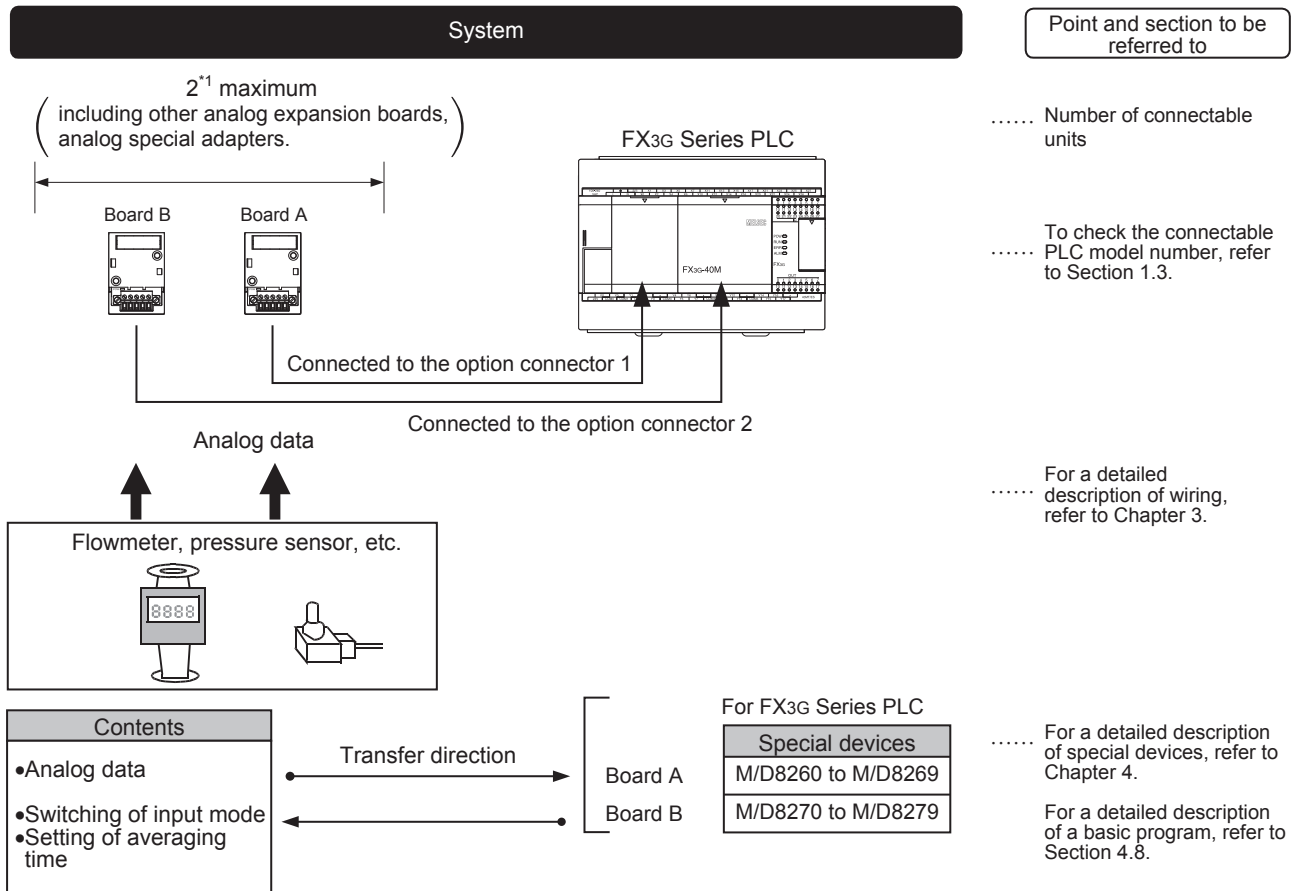 System
Point and section to be
referred to
2*1 maximum
including other analog expansion boards,
analog special adapters.
...... Number of connectable
units
FX3G Series PLC
Board B
Board A
FX3G-40M
POW
RUN
ERR
ALM
FX3G
OUT
To check the connectable
...... PLC model number, refer
to Section 1.3.
Connected to the option connector 1
Connected to the option connector 2
Analog data
For a detailed
...... description of wiring,
refer to Chapter 3.
Flowmeter, pressure sensor, etc.
8888
Contents
•Analog data
•Switching of input mode
•Setting of averaging
time
Transfer direction
For FX3G Series PLC
Special devices
Board A M/D8260 to M/D8269
Board B M/D8270 to M/D8279
...... For a detailed description
of special devices, refer to
Chapter 4.
For a detailed description
of a basic program, refer to
Section 4.8.